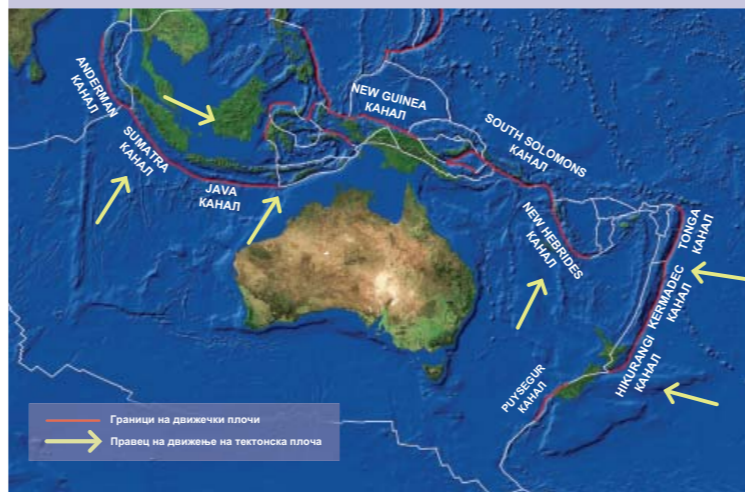 ANDERMAN
КАНАЛ
SUMATRA
КАНАЛ
JAVA
КАНАЛ
NEW GUINEA
КАНАЛ
SOUTH SOLOMONS
КАНАЛ
NEW HEBRIDES
КАНАЛ
TONGA
КАНАЛ
KERMADEC
КАНАЛ
HIKURANGI
КАНАЛ
PUYSEGUR
КАНАЛ
Граници на движечки плочи
Правец на движење на тектонска плоча